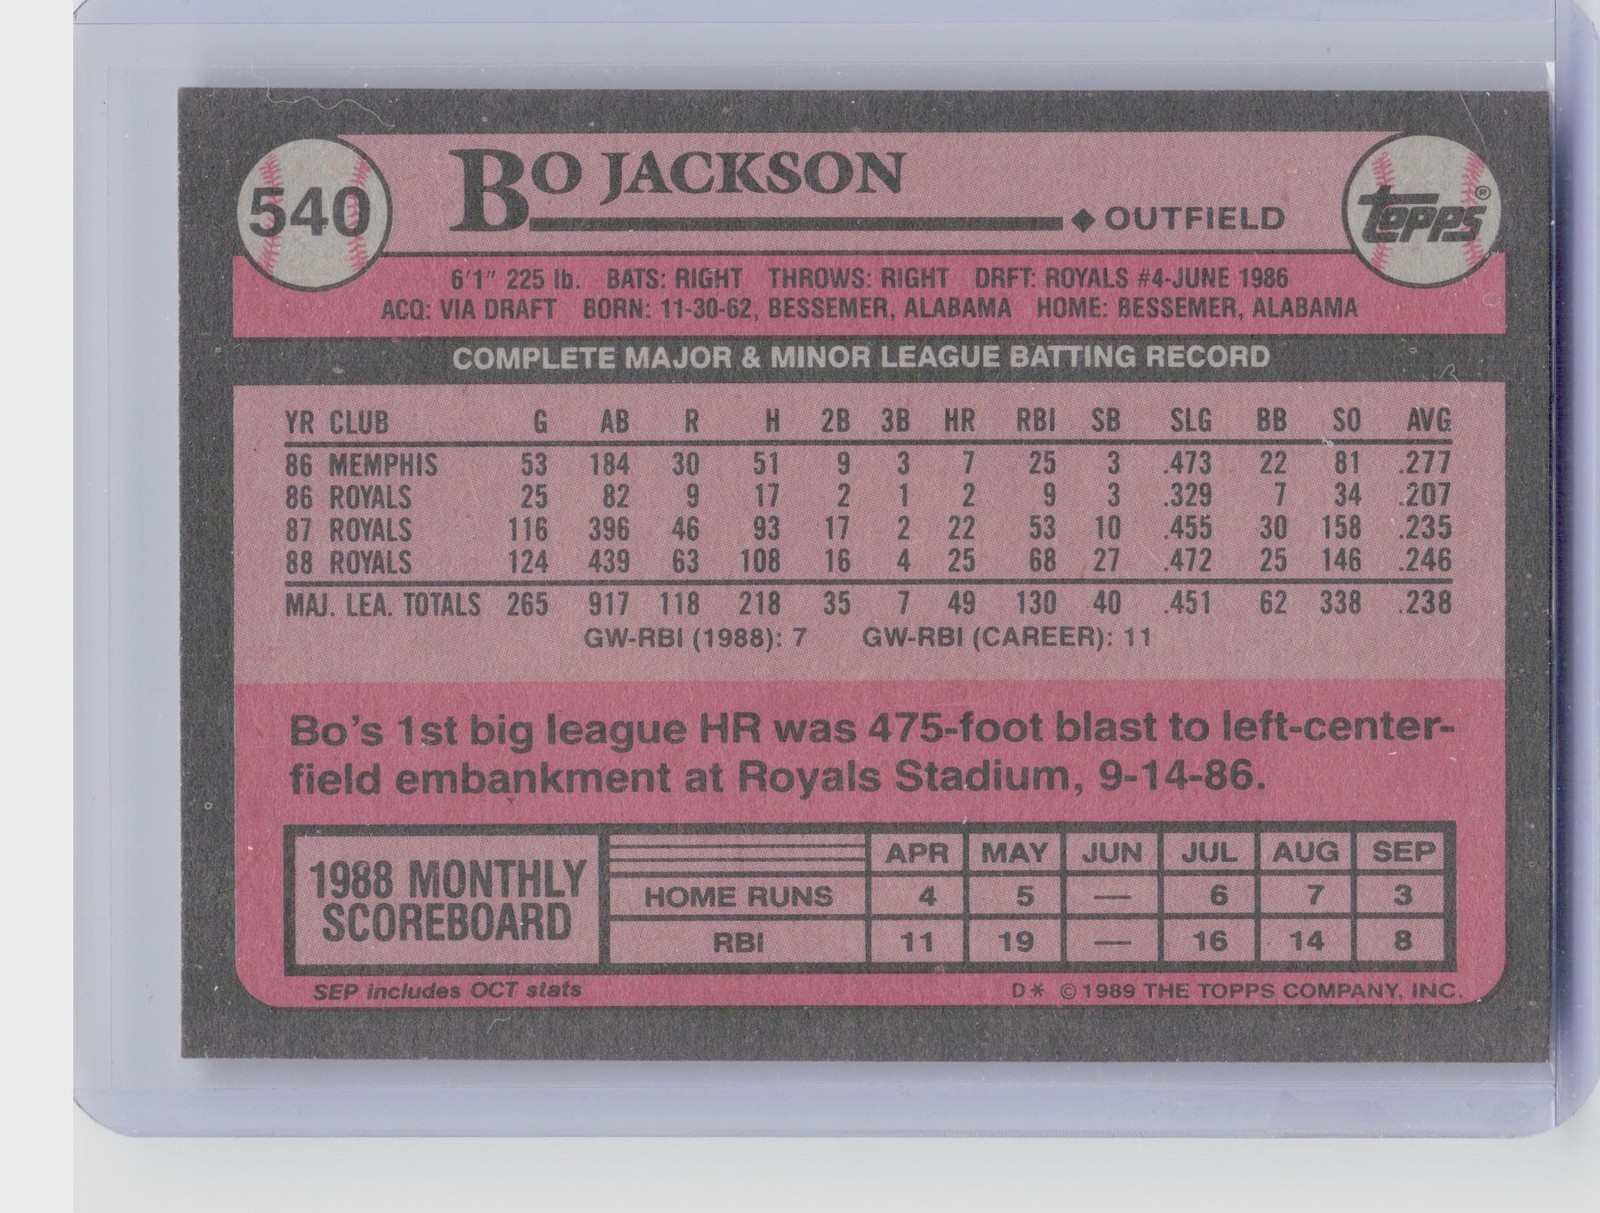 540
BO JACKSON
◆ OUTFIELD
topps®
6'1" 225 lb. BATS: RIGHT THROWS: RIGHT DRFT: ROYALS #4-JUNE 1986
ACQ: VIA DRAFT BORN: 11-30-62, BESSEMER, ALABAMA HOME: BESSEMER, ALABAMA
COMPLETE MAJOR & MINOR LEAGUE BATTING RECORD
YR CLUB G AB R H 2B 3B HR RBI SB SLG BB SO AVG
86 MEMPHIS 53 184 30 51 9 3 7 25 3 .473 22 81 .277
86 ROYALS 25 82 9 17 2 1 2 9 3 .329 7 34 .207
87 ROYALS 116 396 46 93 17 2 22 53 10 .455 30 158 .235
88 ROYALS 124 439 63 108 16 4 25 68 27 .472 25 146 .246
MAJ. LEA. TOTALS 265 917 118 218 35 7 49 130 40 .451 62 338 .238
GW-RBI (1988): 7 GW-RBI (CAREER): 11
Bo's 1st big league HR was 475-foot blast to left-center-
field embankment at Royals Stadium, 9-14-86.
1988 MONTHLY
SCOREBOARD
APR MAY JUN JUL AUG SEP
HOME RUNS 4 5 — 6 7 3
RBI 11 19 — 16 14 8
SEP includes OCT stats
D* © 1989 THE TOPPS COMPANY, INC.